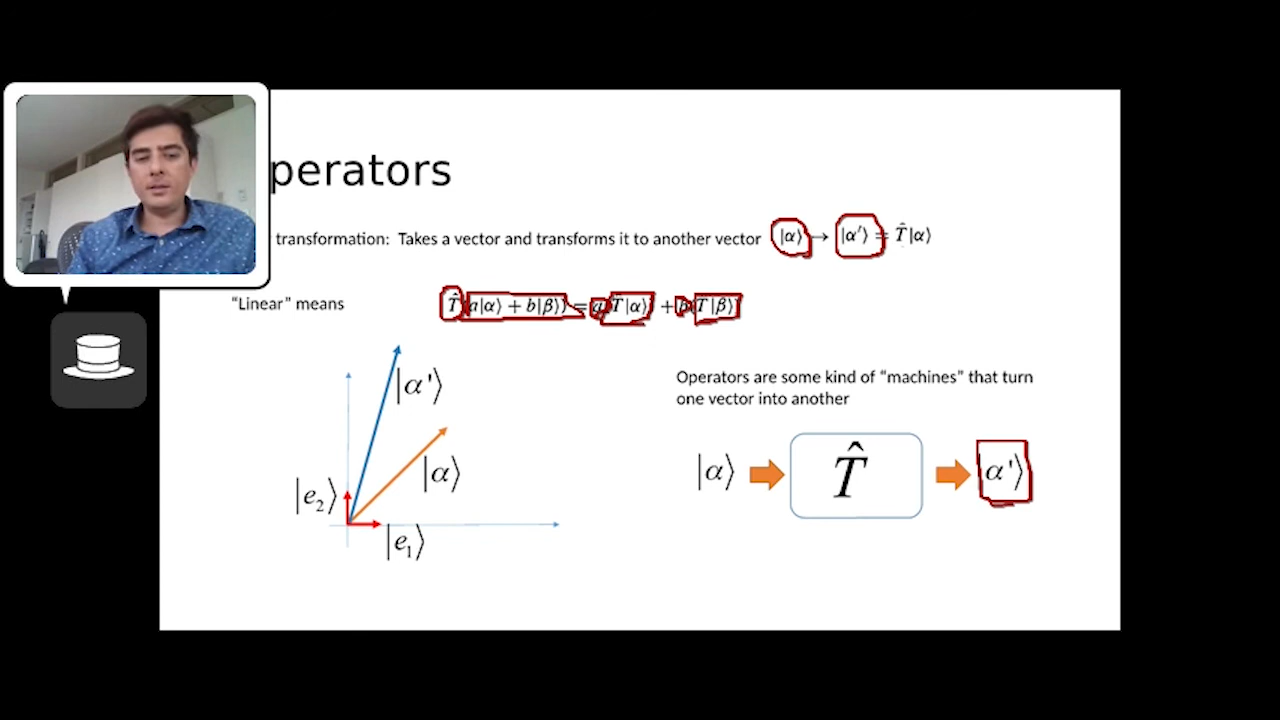 perators
transformation: Takes a vector and transforms it to another vector |α⟩ → |α'⟩ = T̂|α⟩
“Linear” means T̂(a|α⟩ + b|β⟩) = a(T̂|α⟩) + b(T̂|β⟩)
|α'⟩
|α⟩
|e₂⟩
|e₁⟩
Operators are some kind of “machines” that turn
one vector into another
|α⟩ T̂ |α'⟩